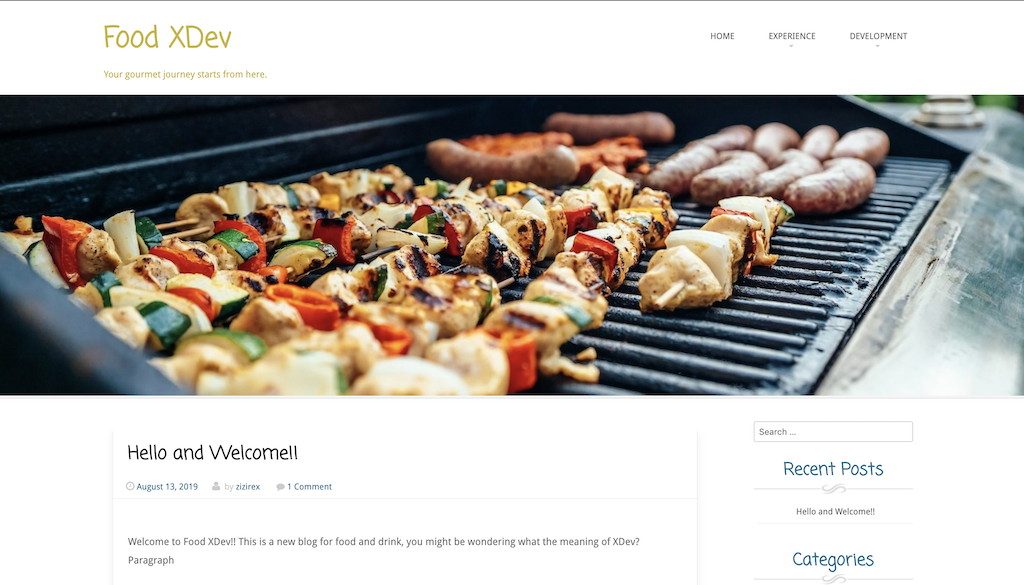 Food XDev
HOME EXPERIENCE DEVELOPMENT
Your gourmet journey starts from here.
Hello and Welcome!!
August 13, 2019 by zizirex 1 Comment
Welcome to Food XDev!! This is a new blog for food and drink, you might be wondering what the meaning of XDev?
Paragraph
Search ...
Recent Posts
Hello and Welcome!!
Categories